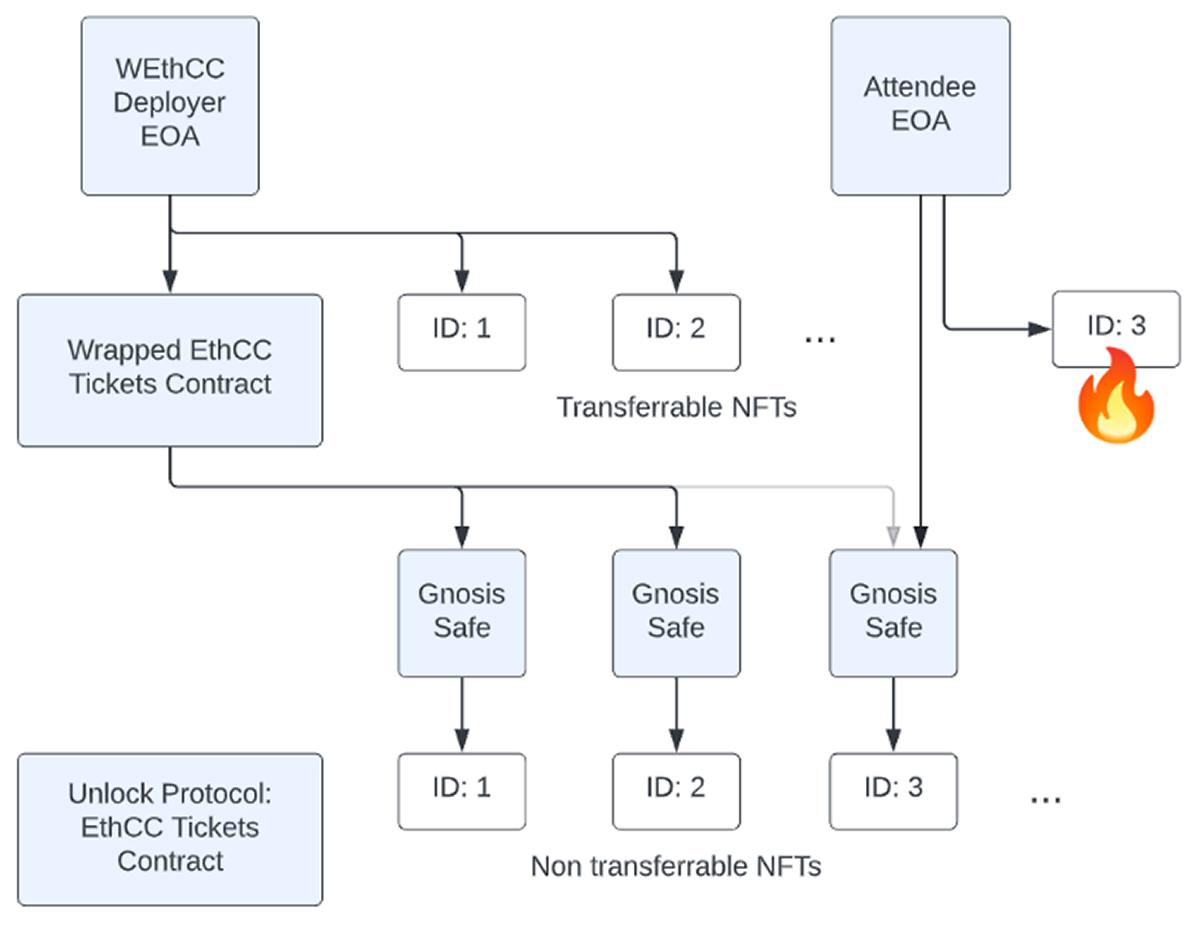 WEthCC
Deployer
EOA
Attendee
EOA
Wrapped EthCC
Tickets Contract
ID: 1
ID: 2
...
ID: 3
Transferrable NFTs
Gnosis
Safe
Gnosis
Safe
Gnosis
Safe
Unlock Protocol:
EthCC Tickets
Contract
ID: 1
ID: 2
ID: 3
...
Non transferrable NFTs